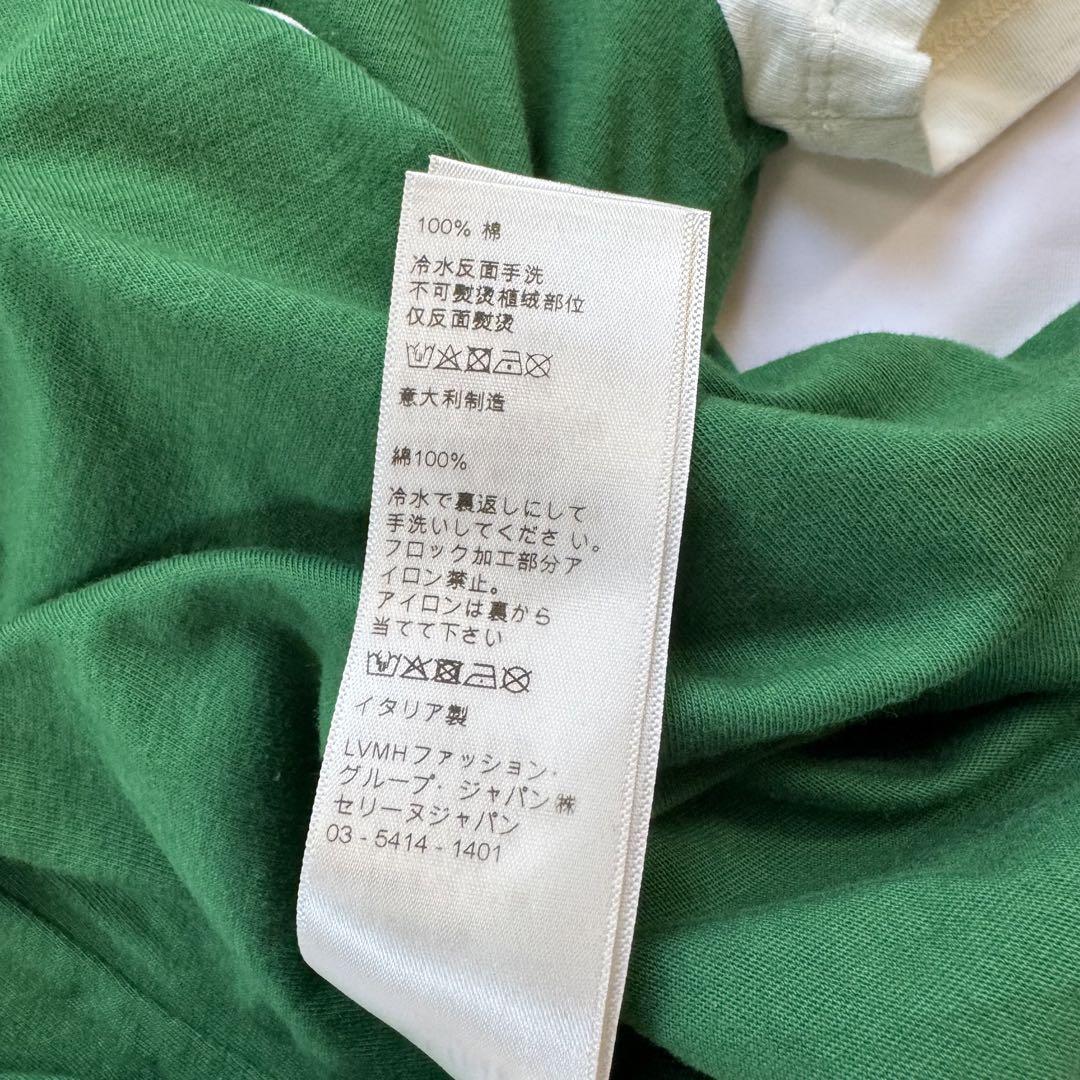 100% 棉
冷水反面手洗
不可熨烫植绒部位
仅反面熨烫
意大利制造
綿100%
冷水で裏返しにして
手洗いしてくださ い。
フロック加工部分ア
イロン禁止。
アイロンは裏から
当てて下さい
イタリア製
LVMHファッション・
グループ・ジャパン㈱
セリーヌジャパン
03 - 5414 - 1401